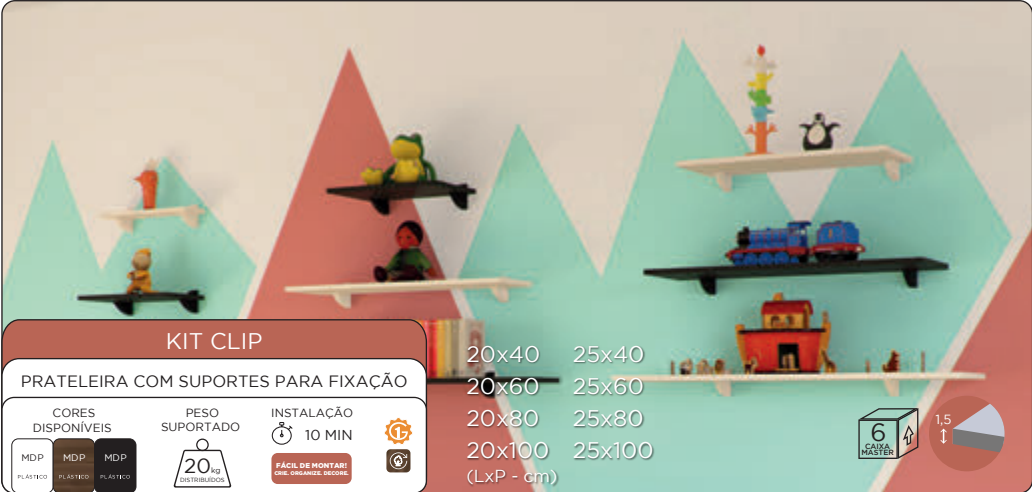 KIT CLIP
PRATELEIRA COM SUPORTES PARA FIXAÇÃO
CORES
DISPONÍVEIS
MDP
PLÁSTICO
MDP
PLÁSTICO
MDP
PLÁSTICO
PESO
SUPORTADO
20kg
DISTRIBUÍDOS
INSTALAÇÃO
10 MIN
FÁCIL DE MONTAR!
CRIE. ORGANIZE. DECORE.
20x40 25x40
20x60 25x60
20x80 25x80
20x100 25x100
(LxP - cm)
6
CAIXA
MASTER
1,5